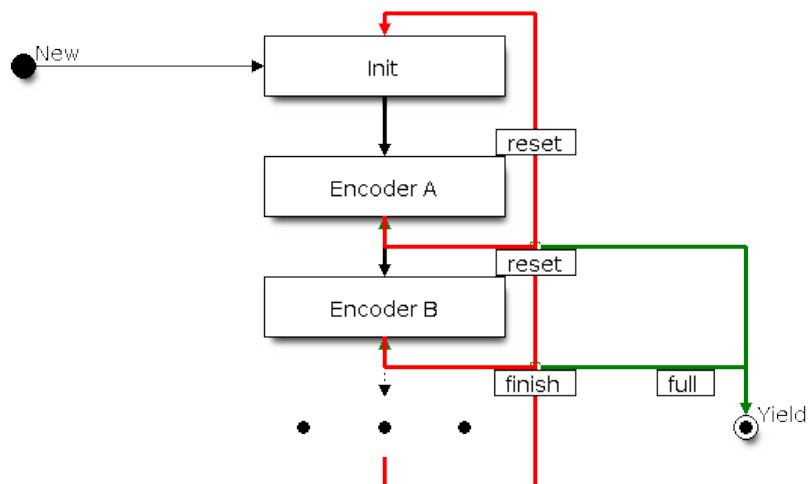 New
Init
reset
Encoder A
reset
Encoder B
finish
full
Yield